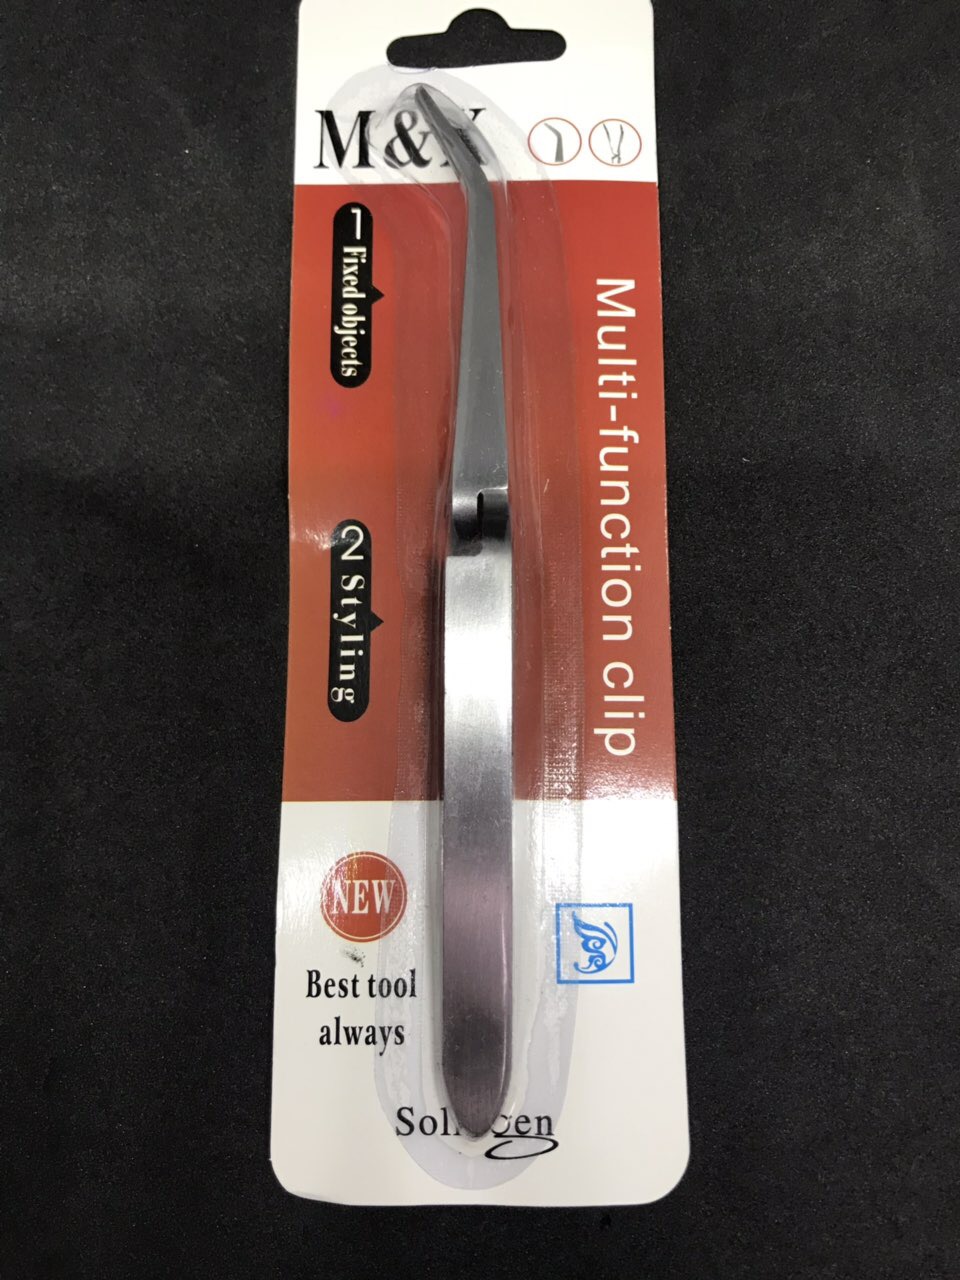 M&
1 Fixed objects
Multi-function clip
2 Styling
NEW
Best tool
always